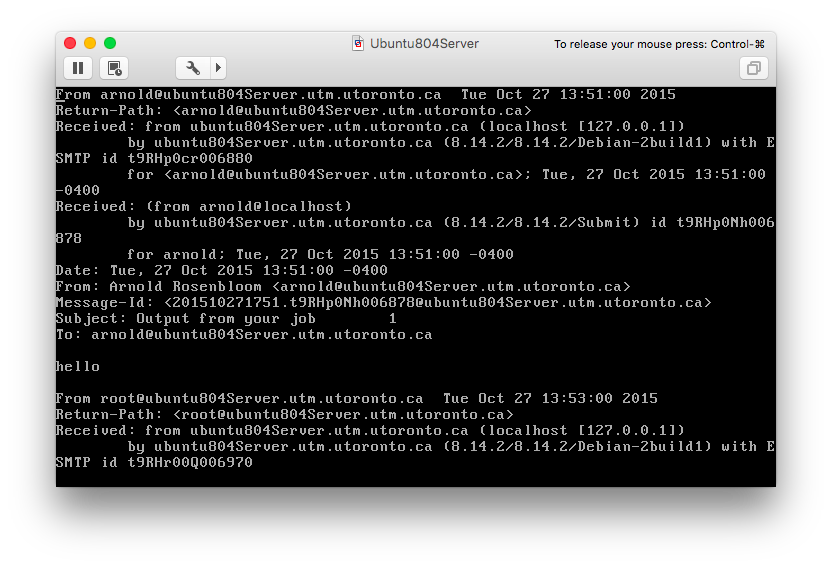 Ubuntu804Server
To release your mouse press: Control-⌘
From arnold@ubuntu804Server.utm.utoronto.ca  Tue Oct 27 13:51:00 2015
Return-Path: <arnold@ubuntu804Server.utm.utoronto.ca>
Received: from ubuntu804Server.utm.utoronto.ca (localhost [127.0.0.1])
        by ubuntu804Server.utm.utoronto.ca (8.14.2/8.14.2/Debian-2build1) with E
SMTP id t9RHp0cr006880
        for <arnold@ubuntu804Server.utm.utoronto.ca>; Tue, 27 Oct 2015 13:51:00
-0400
Received: (from arnold@localhost)
        by ubuntu804Server.utm.utoronto.ca (8.14.2/8.14.2/Submit) id t9RHp0Nh006
878
        for arnold; Tue, 27 Oct 2015 13:51:00 -0400
Date: Tue, 27 Oct 2015 13:51:00 -0400
From: Arnold Rosenbloom <arnold@ubuntu804Server.utm.utoronto.ca>
Message-Id: <201510271751.t9RHp0Nh006878@ubuntu804Server.utm.utoronto.ca>
Subject: Output from your job        1
To: arnold@ubuntu804Server.utm.utoronto.ca

hello

From root@ubuntu804Server.utm.utoronto.ca  Tue Oct 27 13:53:00 2015
Return-Path: <root@ubuntu804Server.utm.utoronto.ca>
Received: from ubuntu804Server.utm.utoronto.ca (localhost [127.0.0.1])
        by ubuntu804Server.utm.utoronto.ca (8.14.2/8.14.2/Debian-2build1) with E
SMTP id t9RHr00Q006970